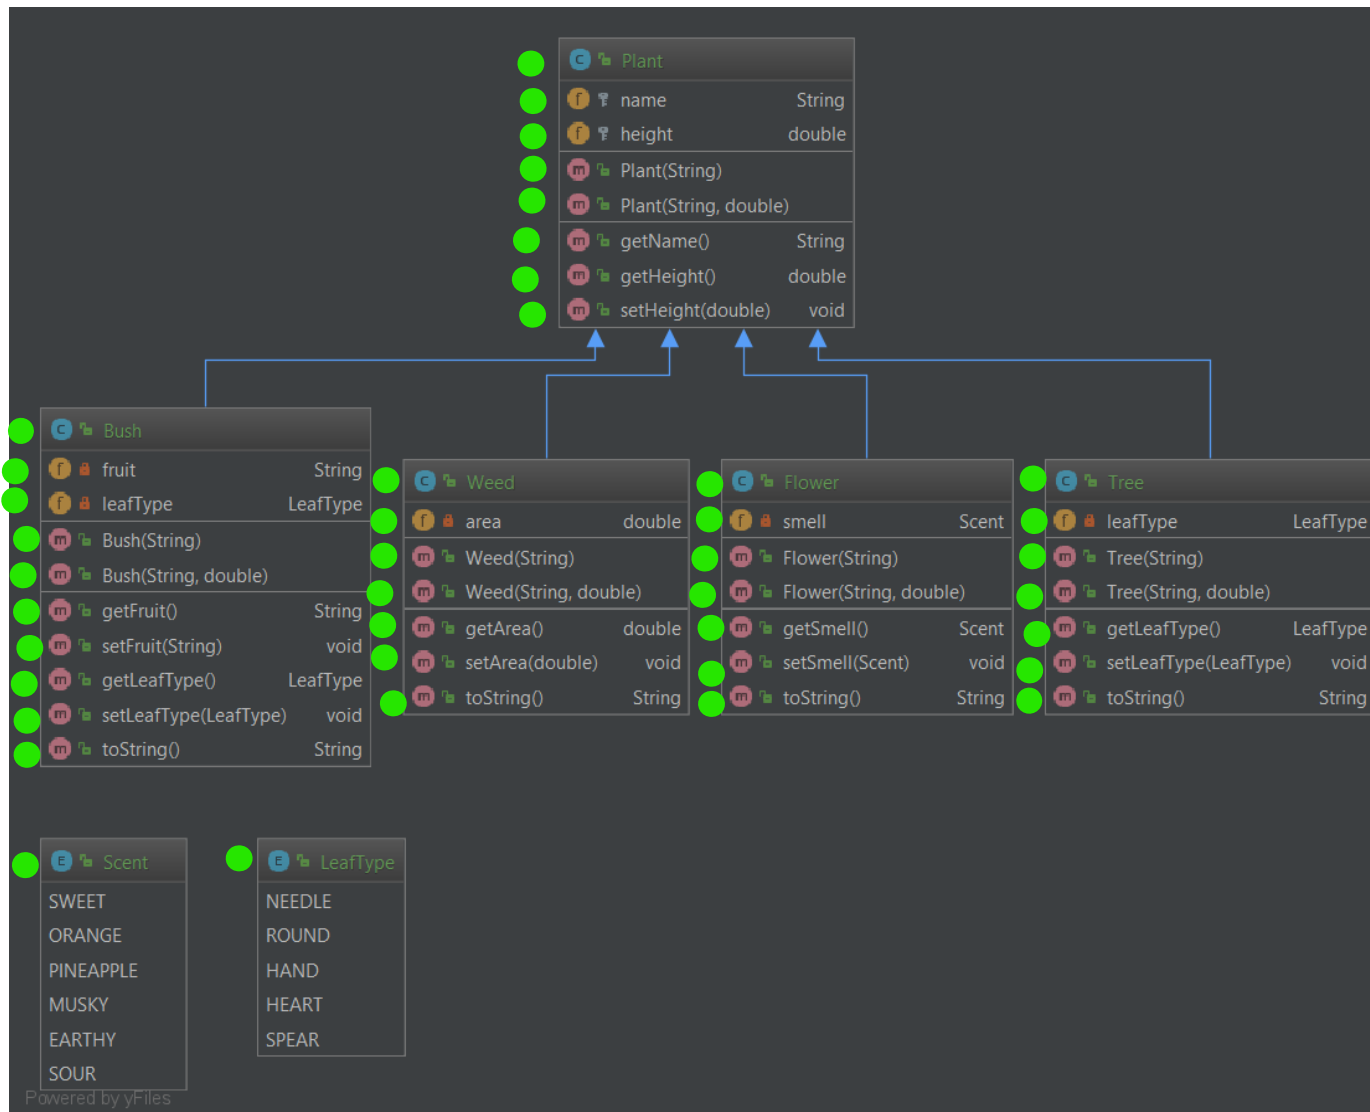 Plant
name String
height double
Plant(String)
Plant(String, double)
getName() String
getHeight() double
setHeight(double) void
Bush
fruit String
leafType LeafType
Bush(String)
Bush(String, double)
getFruit() String
setFruit(String) void
getLeafType() LeafType
setLeafType(LeafType) void
toString() String
Weed
area double
Weed(String)
Weed(String, double)
getArea() double
setArea(double) void
toString() String
Flower
smell Scent
Flower(String)
Flower(String, double)
getSmell() Scent
setSmell(Scent) void
toString() String
Tree
leafType LeafType
Tree(String)
Tree(String, double)
getLeafType() LeafType
setLeafType(LeafType) void
toString() String
Scent
SWEET
ORANGE
PINEAPPLE
MUSKY
EARTHY
SOUR
LeafType
NEEDLE
ROUND
HAND
HEART
SPEAR
Powered by yFiles